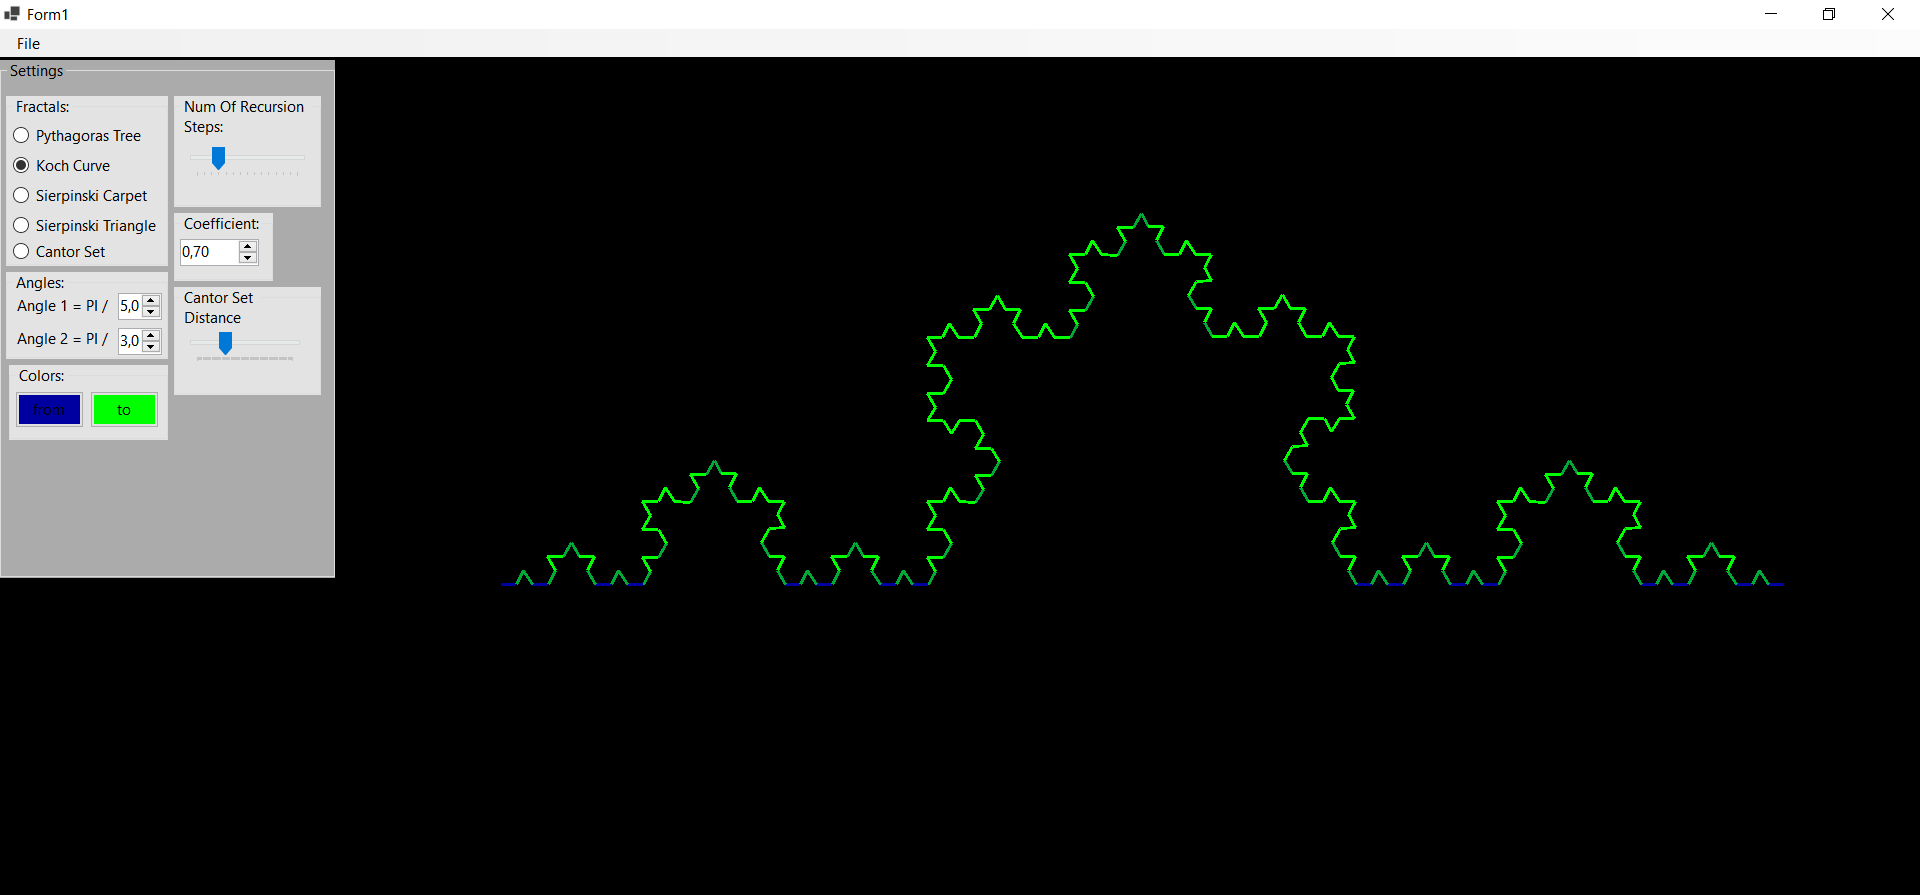 Form1
File
Settings
Fractals:
Pythagoras Tree
Koch Curve
Sierpinski Carpet
Sierpinski Triangle
Cantor Set
Num Of Recursion
Steps:
Coefficient:
0,70
Angles:
Angle 1 = PI / 5,0
Angle 2 = PI / 3,0
Cantor Set
Distance
Colors:
from to